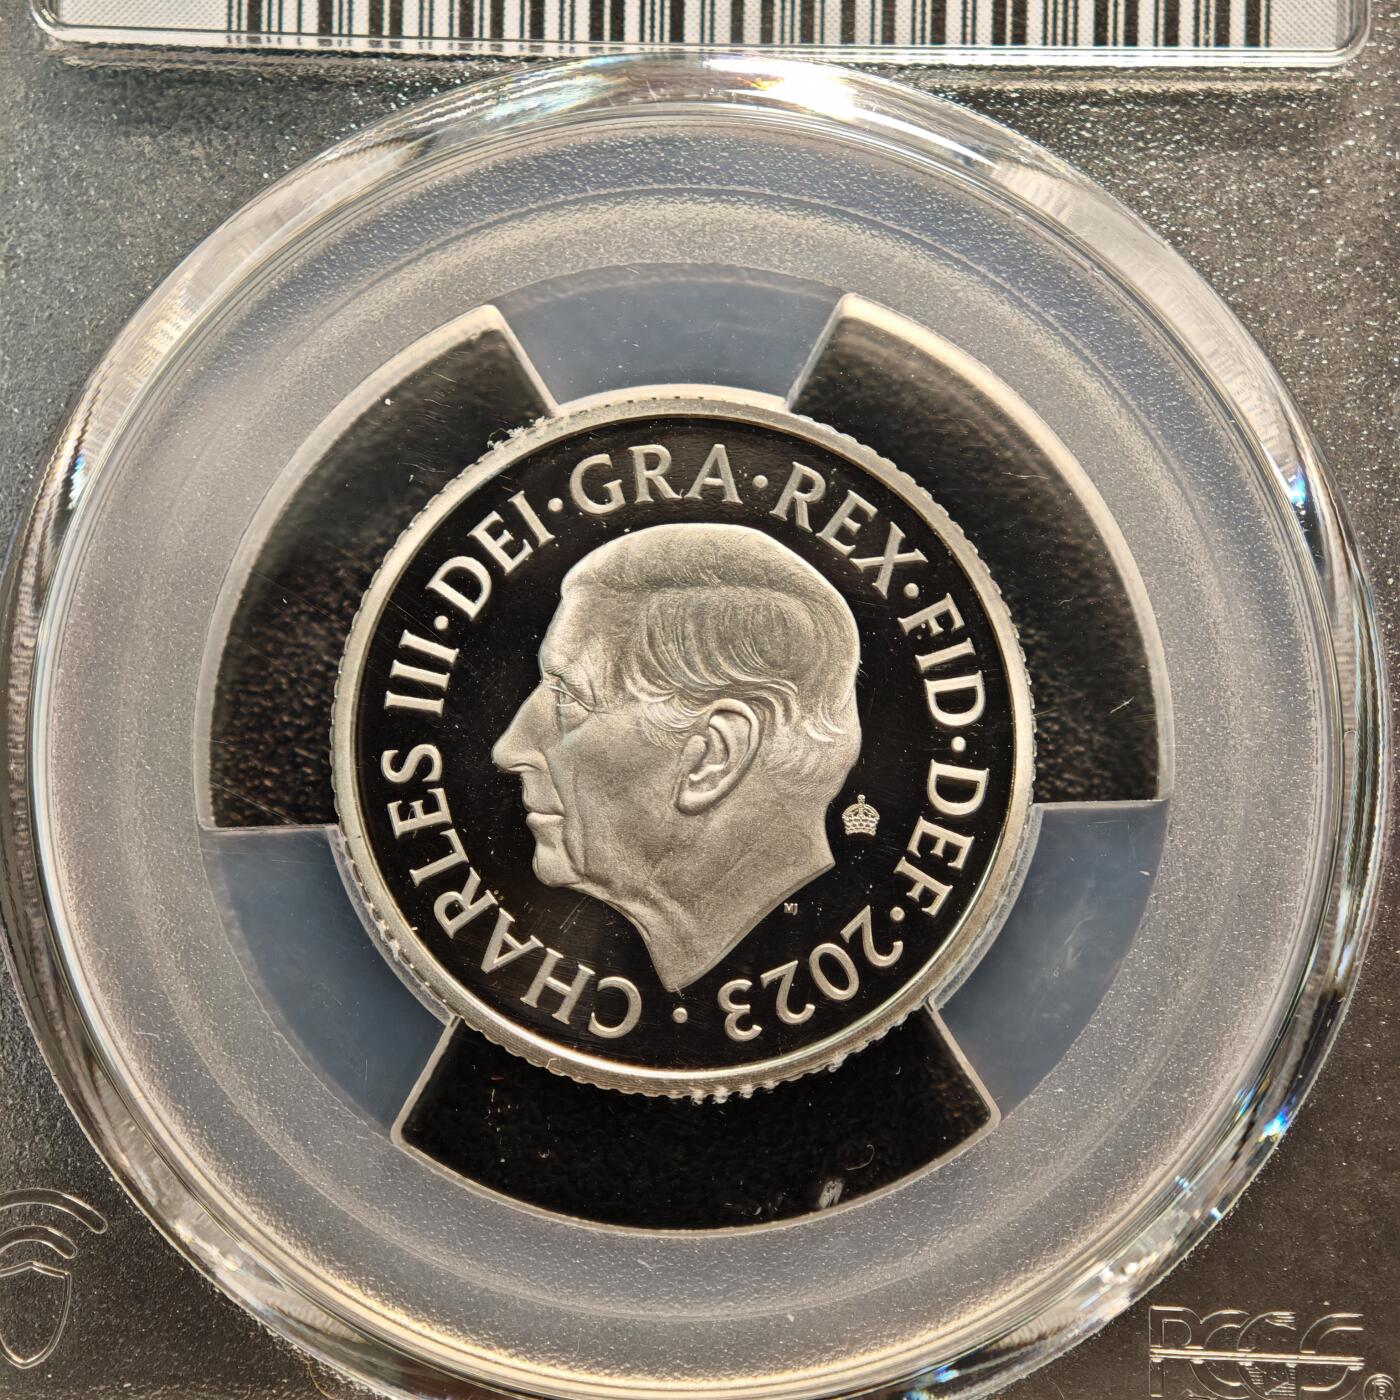 · CHARLES III · DEI · GRA · REX · FID · DEF · 2023
MJ
PCGS